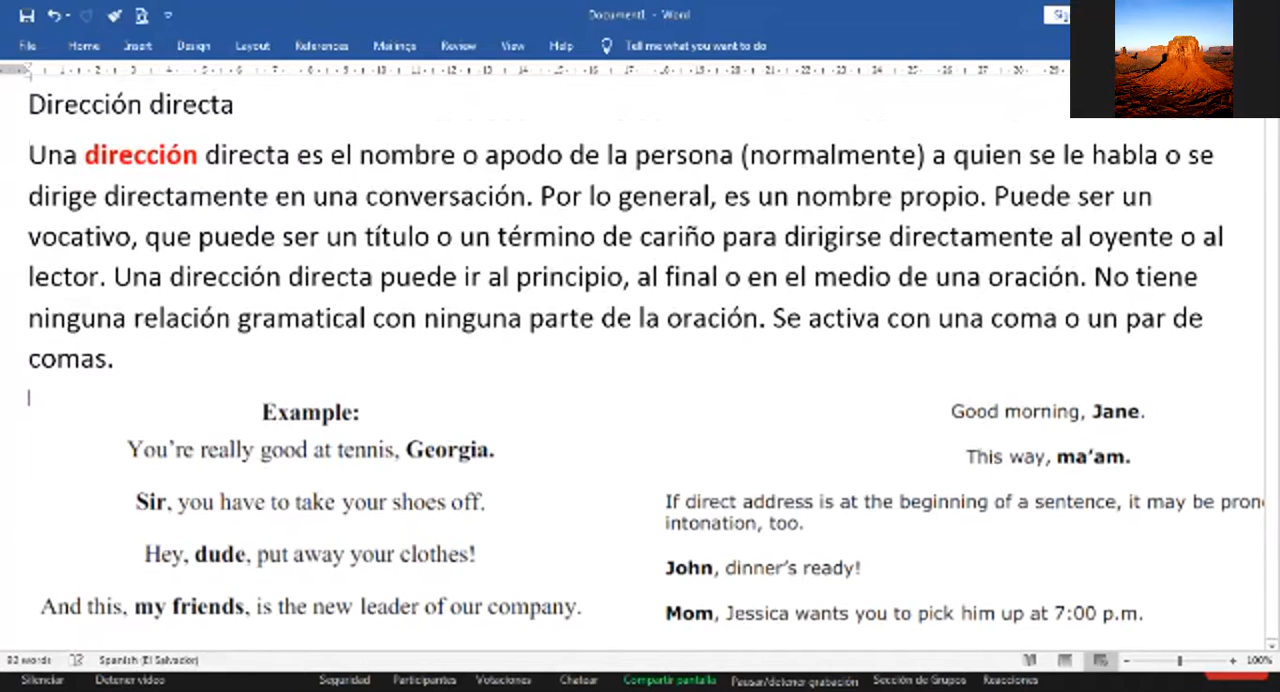 Document1 - Word
File Home Insert Design Layout References Mailings Review View Help Tell me what you want to do
Dirección directa
Una dirección directa es el nombre o apodo de la persona (normalmente) a quien se le habla o se
dirige directamente en una conversación. Por lo general, es un nombre propio. Puede ser un
vocativo, que puede ser un título o un término de cariño para dirigirse directamente al oyente o al
lector. Una dirección directa puede ir al principio, al final o en el medio de una oración. No tiene
ninguna relación gramatical con ninguna parte de la oración. Se activa con una coma o un par de
comas.
Example:
You're really good at tennis, Georgia.
Sir, you have to take your shoes off.
Hey, dude, put away your clothes!
And this, my friends, is the new leader of our company.
Good morning, Jane.
This way, ma'am.
If direct address is at the beginning of a sentence, it may be
intonation, too.
John, dinner's ready!
Mom, Jessica wants you to pick him up at 7:00 p.m.
words Spanish (El Salvador) 100%
Silenciar Detener video Seguridad Participantes Votaciones Chatear Compartir pantalla Pausar/detener grabación Sección de Grupos Reacciones